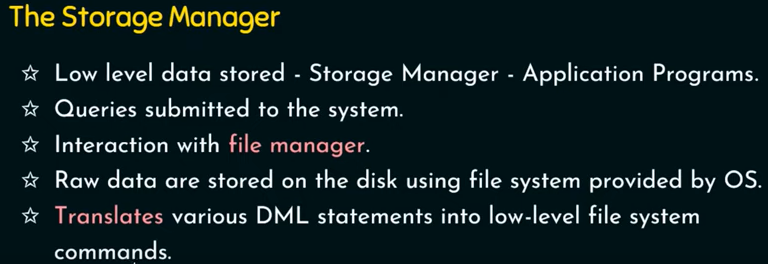 The Storage Manager
☆ Low level data stored - Storage Manager - Application Programs.
☆ Queries submitted to the system.
☆ Interaction with file manager.
☆ Raw data are stored on the disk using file system provided by OS.
☆ Translates various DML statements into low-level file system
commands.